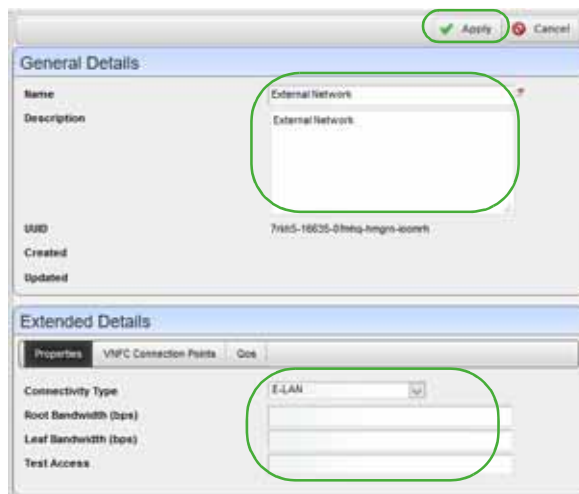 Apply Cancel
General Details
Name External Network *
Description External Network
UUID
Created
Updated
Extended Details
Properties VNFC Connection Points Qos
Connectivity Type E-LAN
Root Bandwidth (bps)
Leaf Bandwidth (bps)
Test Access